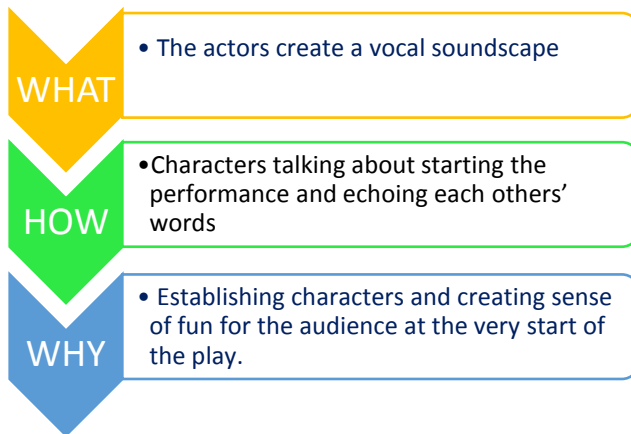 WHAT
• The actors create a vocal soundscape
HOW
•Characters talking about starting the
performance and echoing each others’
words
WHY
• Establishing characters and creating sense
of fun for the audience at the very start of
the play.